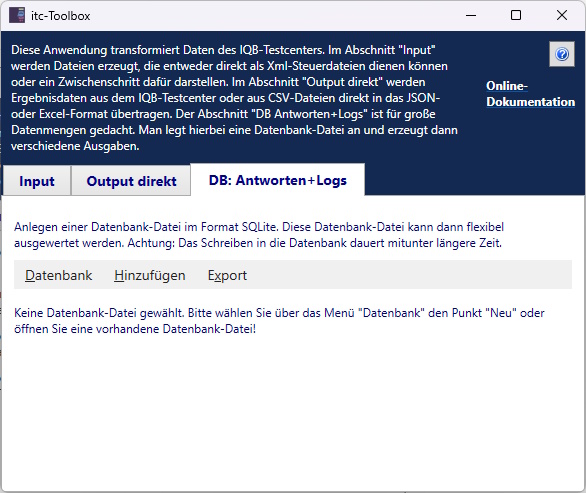 itc-Toolbox
Diese Anwendung transformiert Daten des IQB-Testcenters. Im Abschnitt "Input"
werden Dateien erzeugt, die entweder direkt als Xml-Steuerdateien dienen können
oder ein Zwischenschritt dafür darstellen. Im Abschnitt "Output direkt" werden
Ergebnisdaten aus dem IQB-Testcenter oder aus CSV-Dateien direkt in das JSON-
oder Excel-Format übertragen. Der Abschnitt "DB Antworten+Logs" ist für große
Datenmengen gedacht. Man legt hierbei eine Datenbank-Datei an und erzeugt dann
verschiedene Ausgaben.
?
Online-
Dokumentation
Input
Output direkt
DB: Antworten+Logs
Anlegen einer Datenbank-Datei im Format SQLite. Diese Datenbank-Datei kann dann flexibel
ausgewertet werden. Achtung: Das Schreiben in die Datenbank dauert mitunter längere Zeit.
Datenbank Hinzufügen Export
Keine Datenbank-Datei gewählt. Bitte wählen Sie über das Menü "Datenbank" den Punkt "Neu" oder
öffnen Sie eine vorhandene Datenbank-Datei!